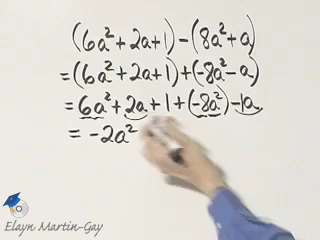 (6a²+2a+1)-(8a²+a)
=(6a²+2a+1)+(-8a²-a)
=6a²+2a+1+(-8a²)-1a
=-2a²
Elayn Martin-Gay